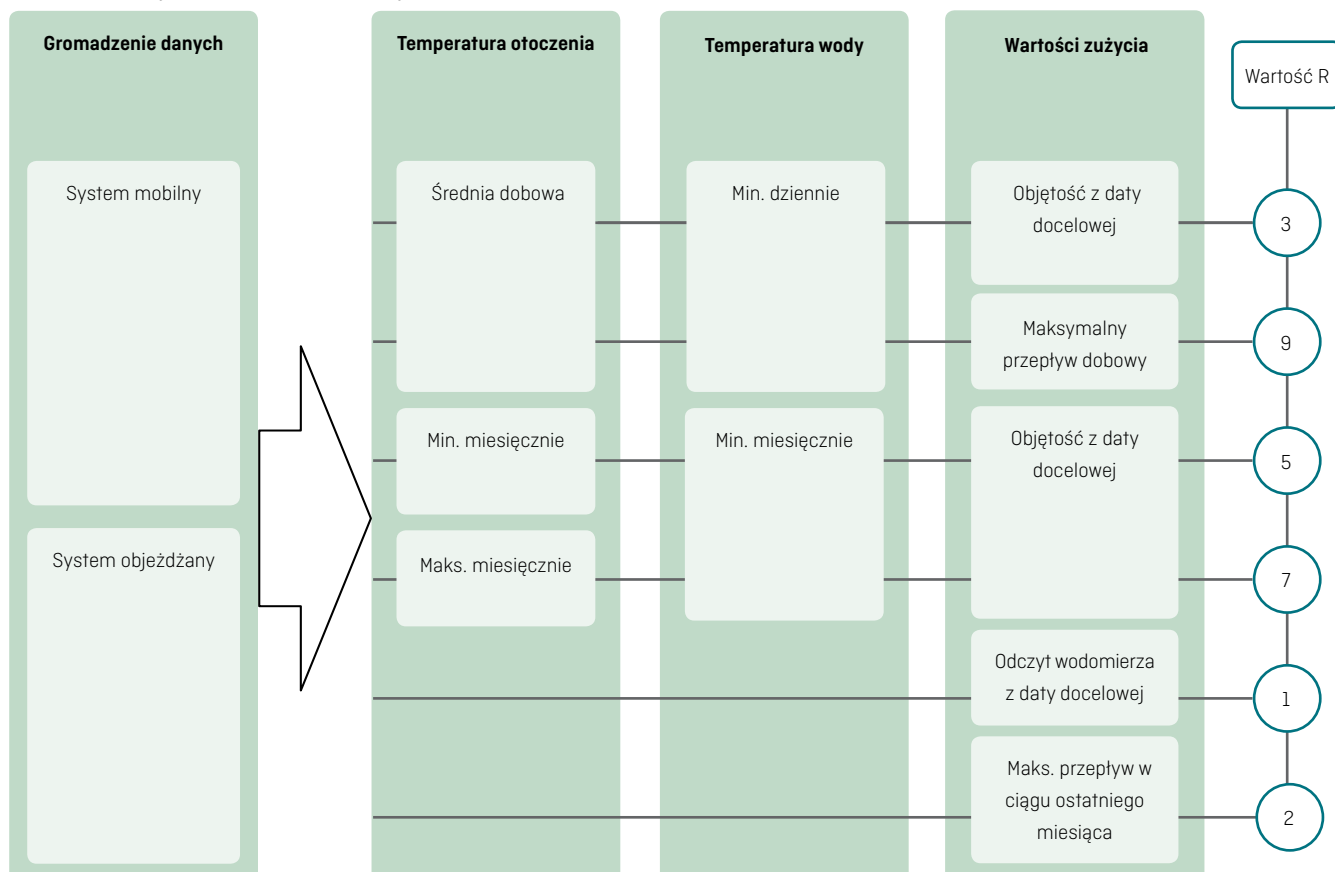 Gromadzenie danych
Temperatura otoczenia
Temperatura wody
Wartości zużycia
Wartość R
System mobilny
System objeżdżany
Średnia dobowa
Min. miesięcznie
Maks. miesięcznie
Min. dziennie
Min. miesięcznie
Objętość z daty
docelowej
Maksymalny
przepływ dobowy
Objętość z daty
docelowej
Odczyt wodomierza
z daty docelowej
Maks. przepływ w
ciągu ostatniego
miesiąca
3
9
5
7
1
2